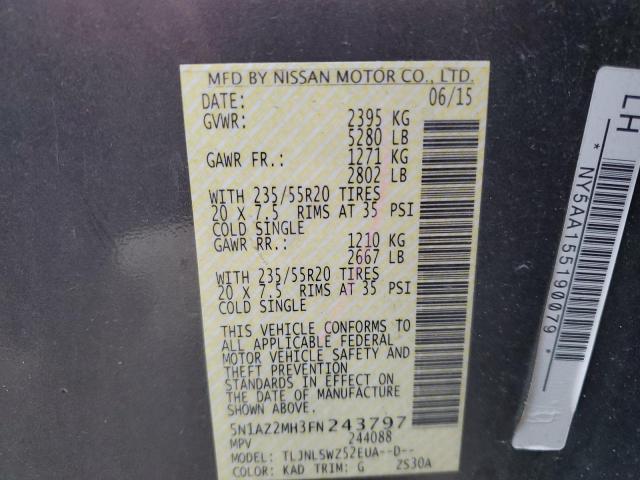 MFD BY NISSAN MOTOR CO., LTD.
DATE: 06/15
GVWR: 2395 KG
5280 LB
GAWR FR.: 1271 KG
2802 LB
WITH 235/55R20 TIRES
20 X 7.5 RIMS AT 35 PSI
COLD SINGLE
GAWR RR.: 1210 KG
2667 LB
WITH 235/55R20 TIRES
20 X 7.5 RIMS AT 35 PSI
COLD SINGLE
THIS VEHICLE CONFORMS TO
ALL APPLICABLE FEDERAL
MOTOR VEHICLE SAFETY AND
THEFT PREVENTION
STANDARDS IN EFFECT ON
THE DATE OF MANUFACTURE
SHOWN ABOVE.
5N1AZ2MH3FN243797
MPV 244088
MODEL: TLJNLSWZ52EUA--D--
COLOR: KAD TRIM: G ZS30A
LH
* NY5AA155190079 *